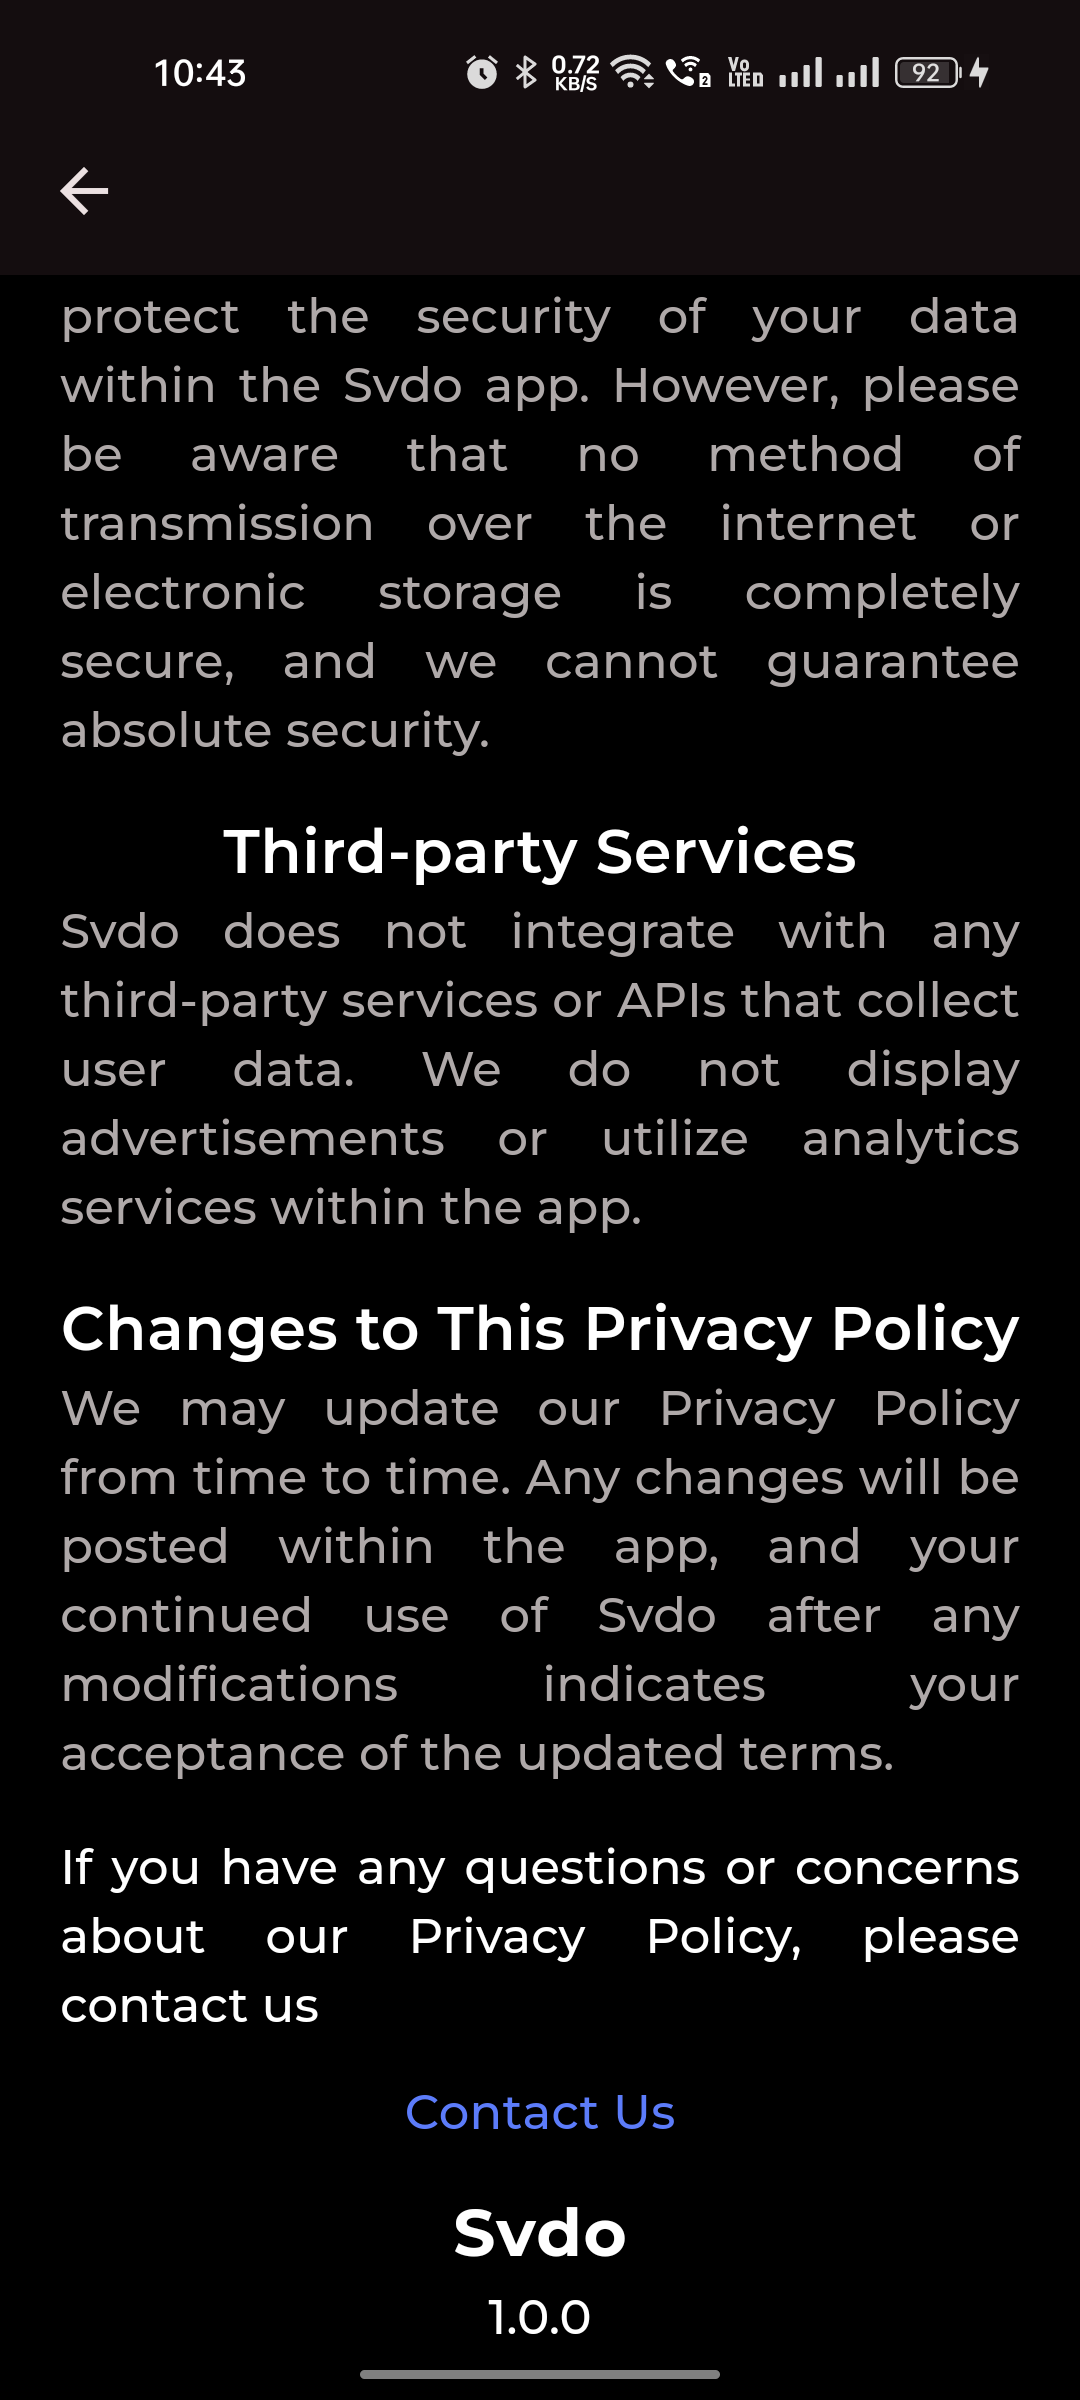 10:43
0.72
KB/S
2
Vo
LTE
92
protect the security of your data
within the Svdo app. However, please
be aware that no method of
transmission over the internet or
electronic storage is completely
secure, and we cannot guarantee
absolute security.
Third-party Services
Svdo does not integrate with any
third-party services or APIs that collect
user data. We do not display
advertisements or utilize analytics
services within the app.
Changes to This Privacy Policy
We may update our Privacy Policy
from time to time. Any changes will be
posted within the app, and your
continued use of Svdo after any
modifications indicates your
acceptance of the updated terms.
If you have any questions or concerns
about our Privacy Policy, please
contact us
Contact Us
Svdo
1.0.0